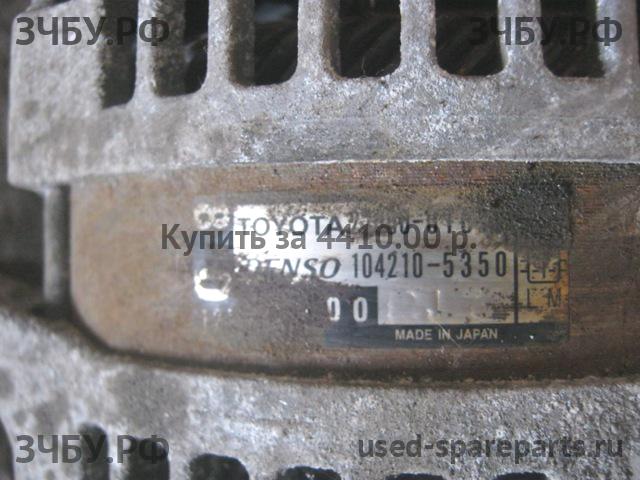 ЗЧБУ.РФ ЗЧБУ.РФ
TOYOTA
Купить за 4410.00 р.
DENSO 104210-5350
00 L M
MADE IN JAPAN
ЗЧБУ.РФ used-spareparts.ru